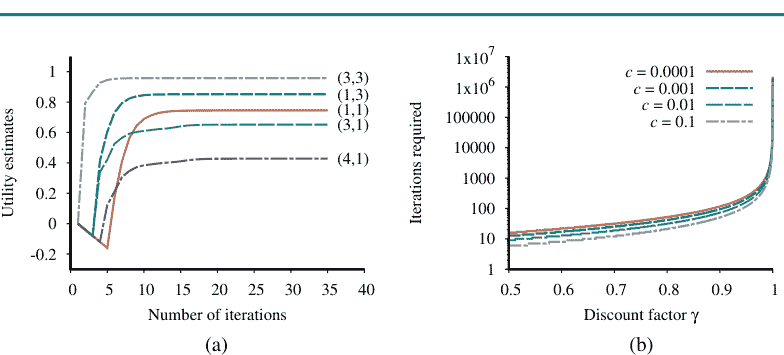 1
0.8
0.6
0.4
0.2
0
-0.2
Utility estimates
(3,3)
(1,3)
(1,1)
(3,1)
(4,1)
0 5 10 15 20 25 30 35 40
Number of iterations
(a)
1x10^7
1x10^6
100000
10000
1000
100
10
1
Iterations required
c = 0.0001
c = 0.001
c = 0.01
c = 0.1
0.5 0.6 0.7 0.8 0.9 1
Discount factor γ
(b)